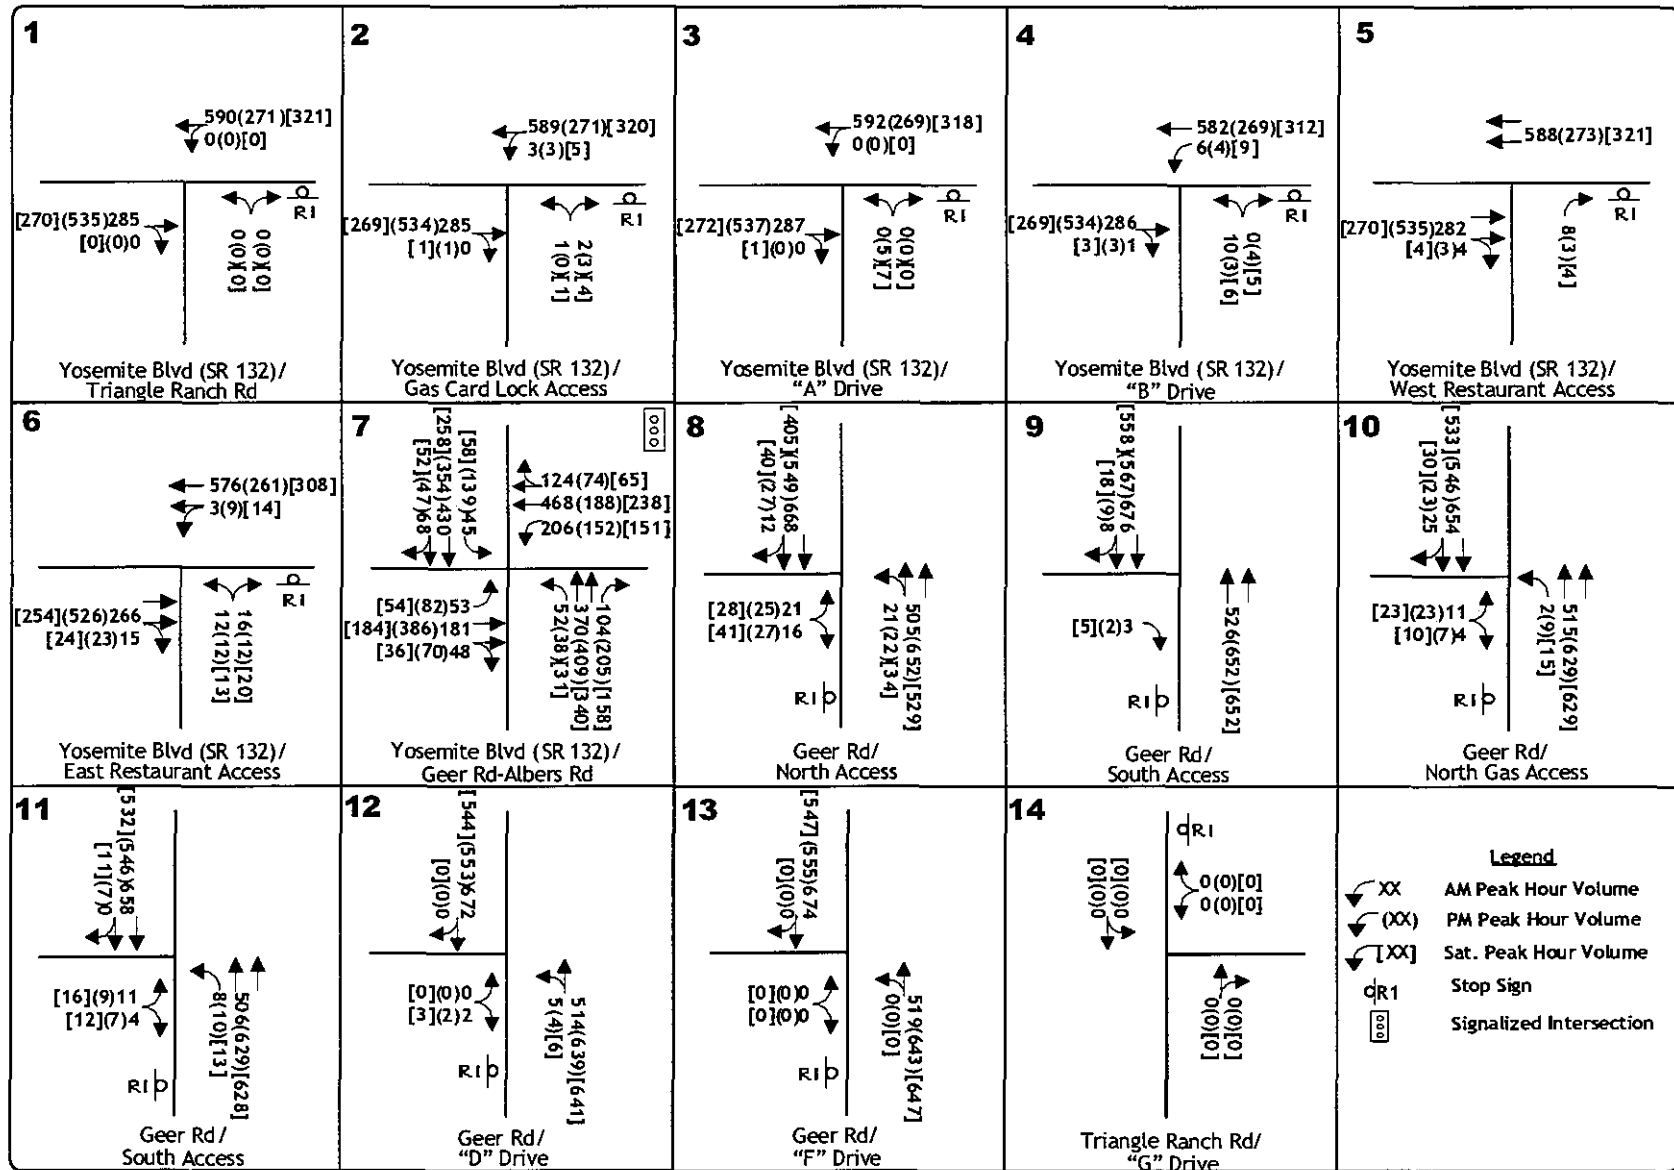 1
590(271)[321]
0(0)[0]
[270](535)285
[0](0)0
0(0)[0]
0(0)[0]
R1
Yosemite Blvd (SR 132)/
Triangle Ranch Rd
2
589(271)[320]
3(3)[5]
[269](534)285
[1](1)0
2(3)[4]
1(0)[1]
R1
Yosemite Blvd (SR 132)/
Gas Card Lock Access
3
592(269)[318]
0(0)[0]
[272](537)287
[1](0)0
0(0)[0]
0(5)[7]
R1
Yosemite Blvd (SR 132)/
"A" Drive
4
582(269)[312]
6(4)[9]
[269](534)286
[3](3)1
0(4)[5]
10(3)[6]
R1
Yosemite Blvd (SR 132)/
"B" Drive
5
588(273)[321]
[270](535)282
[4](3)4
8(3)[4]
R1
Yosemite Blvd (SR 132)/
West Restaurant Access
6
576(261)[308]
3(9)[14]
[254](526)266
[24](23)15
16(12)[20]
12(12)[13]
R1
Yosemite Blvd (SR 132)/
East Restaurant Access
7
[58](139)45
[258](354)430
[52](47)68
124(74)[65]
468(188)[238]
206(152)[151]
[54](82)53
[184](386)181
[36](70)48
104(205)[158]
370(409)[340]
52(38)[31]
Yosemite Blvd (SR 132)/
Geer Rd-Albers Rd
8
[405](549)668
[40](27)12
[28](25)21
[41](27)16
505(652)[529]
21(22)[34]
R1
Geer Rd/
North Access
9
[558](567)676
[18](9)8
[5](2)3
526(652)[652]
R1
Geer Rd/
South Access
10
[533](546)654
[30](23)25
[23](23)11
[10](7)4
515(629)[629]
2(9)[15]
R1
Geer Rd/
North Gas Access
11
[532](546)658
[11](7)0
[16](9)11
[12](7)4
506(629)[628]
8(10)[13]
R1
Geer Rd/
South Access
12
[544](553)672
[0](0)0
[0](0)0
[3](2)2
514(639)[641]
5(4)[6]
R1
Geer Rd/
"D" Drive
13
[547](555)674
[0](0)0
[0](0)0
[0](0)0
519(643)[647]
0(0)[0]
R1
Geer Rd/
"F" Drive
14
R1
[0](0)0
[0](0)0
0(0)[0]
0(0)[0]
0(0)[0]
0(0)[0]
Triangle Ranch Rd/
"G" Drive
Legend
XX AM Peak Hour Volume
(XX) PM Peak Hour Volume
[XX] Sat. Peak Hour Volume
R1 Stop Sign
Signalized Intersection